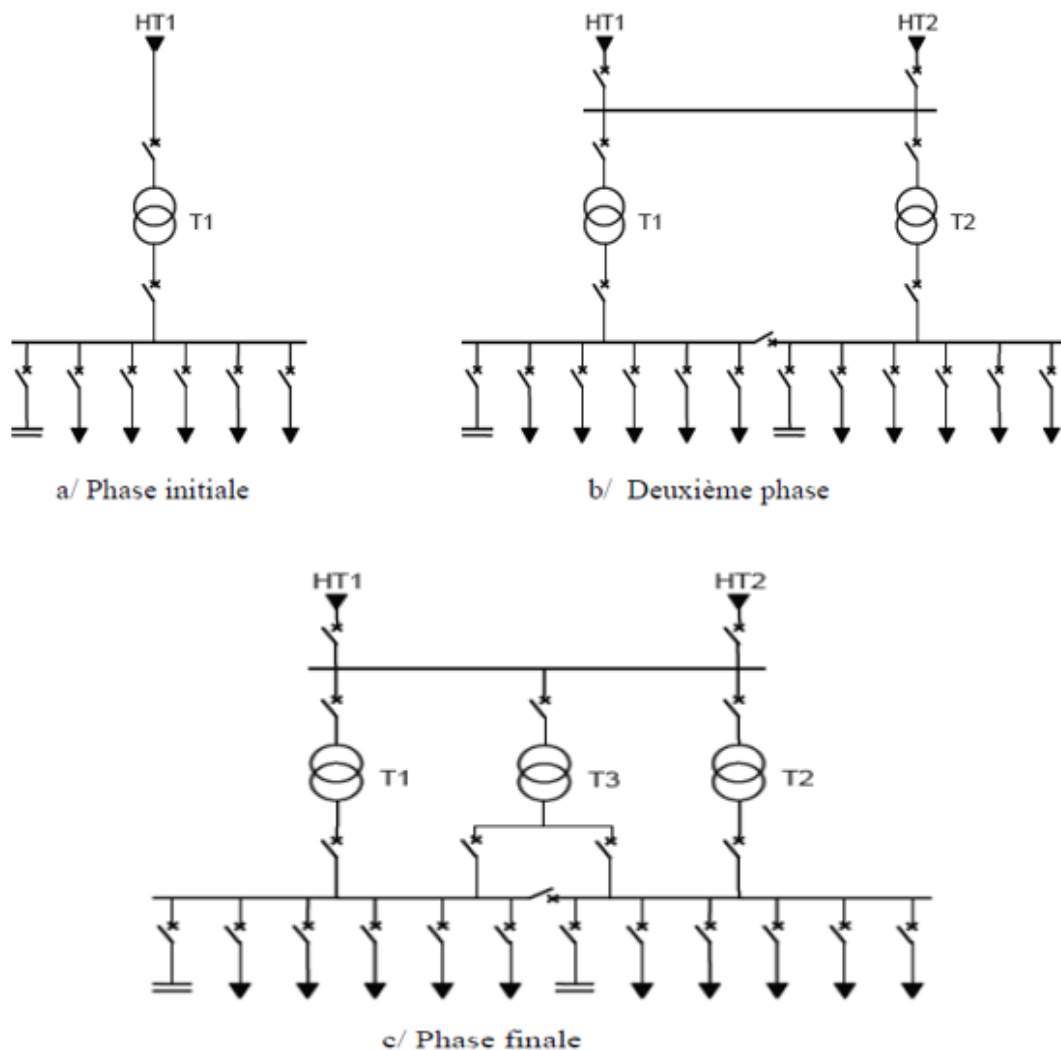 HT1
HT1 HT2
T1
T1 T2
a/ Phase initiale
b/ Deuxième phase
HT1 HT2
T1 T3 T2
c/ Phase finale